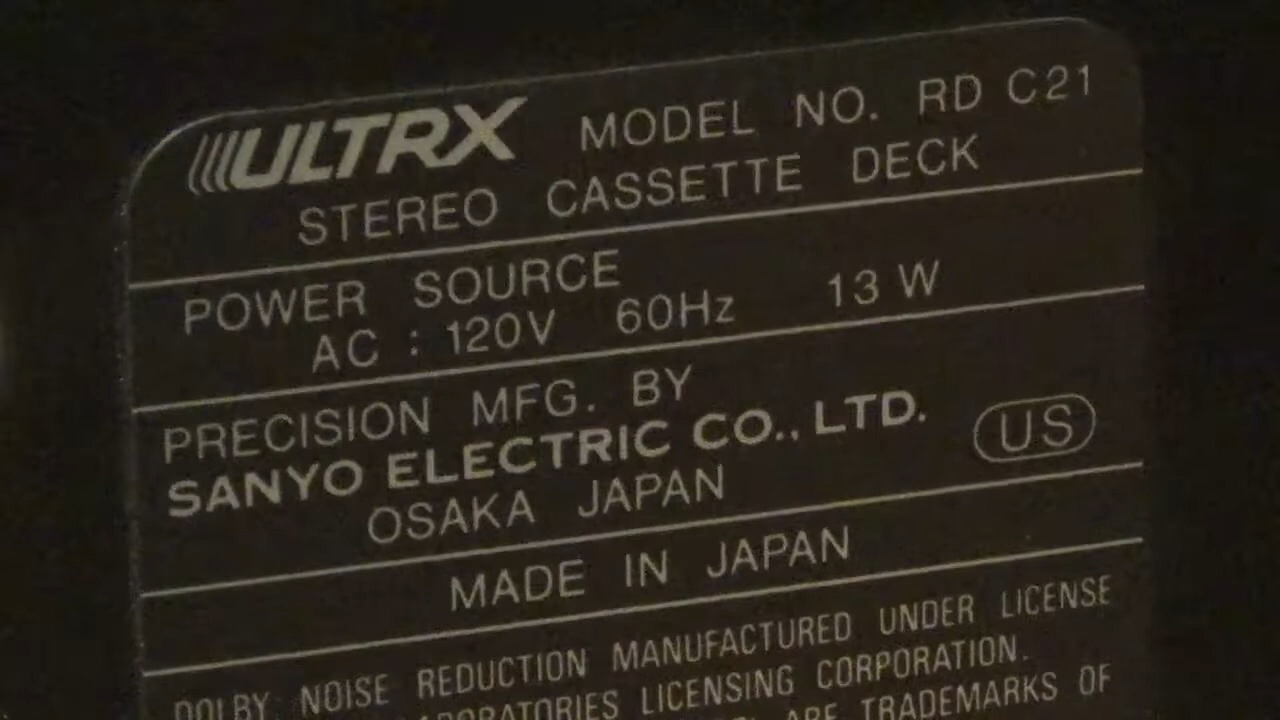 ULTRX MODEL NO. RD C21
STEREO CASSETTE DECK
POWER SOURCE
AC : 120V 60Hz 13 W
PRECISION MFG. BY
SANYO ELECTRIC CO., LTD. US
OSAKA JAPAN
MADE IN JAPAN
DOLBY NOISE REDUCTION MANUFACTURED UNDER LICENSE
LICENSING CORPORATION.
ARE TRADEMARKS OF